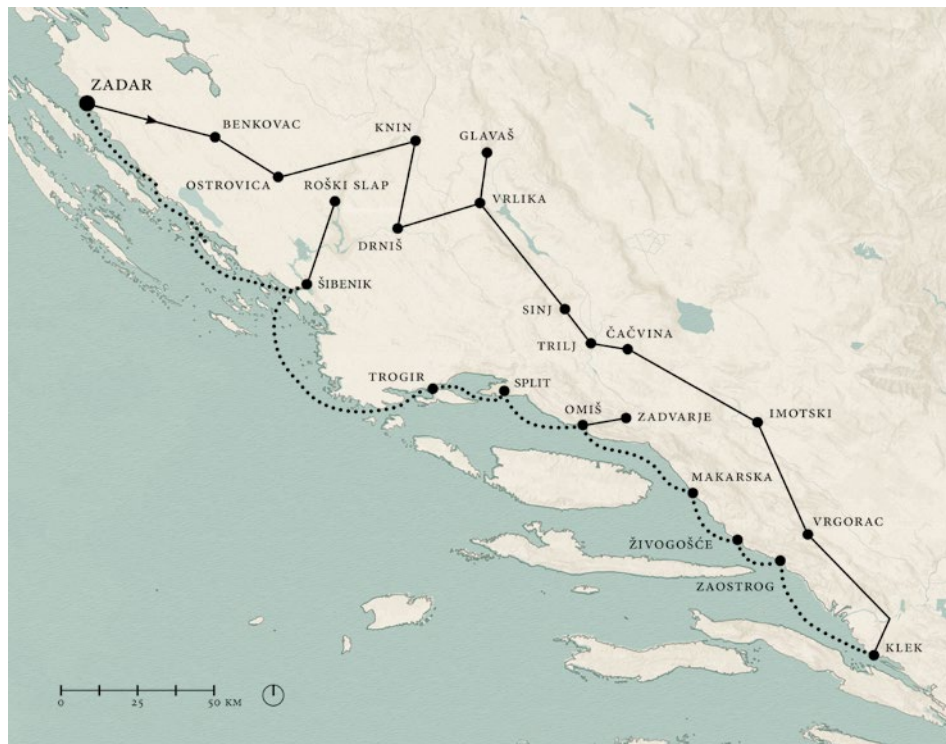 ZADAR
BENKOVAC
KNIN
GLAVAŠ
OSTROVICA
ROŠKI SLAP
VRLIKA
DRNIŠ
ŠIBENIK
SINJ
TRILJ
ČAČVINA
TROGIR
SPLIT
OMIŠ
ZADVARJE
IMOTSKI
MAKARSKA
VRGORAC
ŽIVOGOŠĆE
ZAOSTROG
KLEK
0 25 50 KM